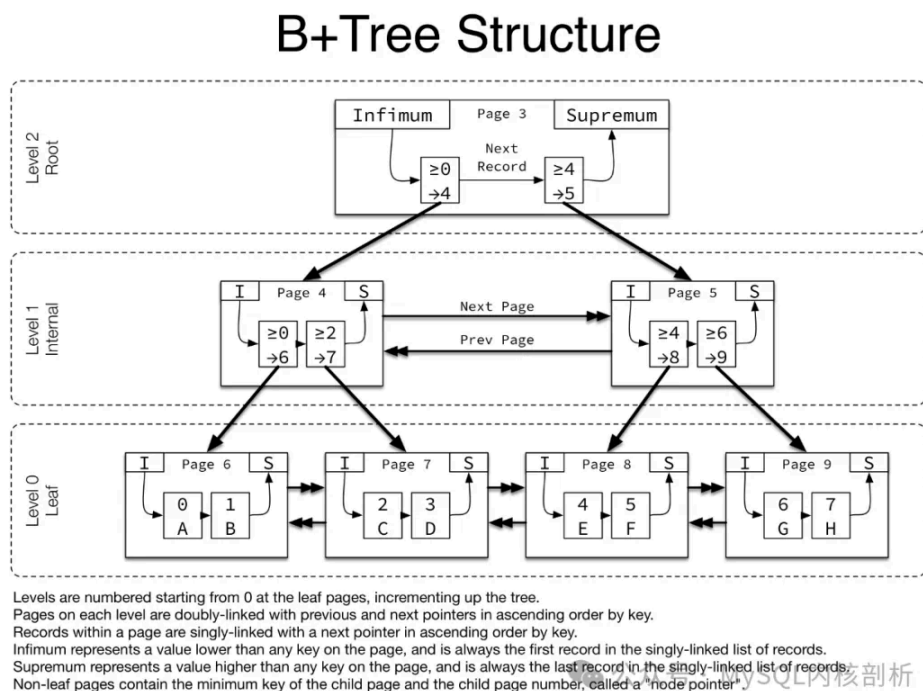 B+Tree Structure
Level 2
Root
Infimum Page 3 Supremum
Next
Record
≥0 ≥4
→4 →5
Level 1
Internal
I Page 4 S
≥0 ≥2
→6 →7
Next Page
Prev Page
I Page 5 S
≥4 ≥6
→8 →9
Level 0
Leaf
I Page 6 S
0 1
A B
I Page 7 S
2 3
C D
I Page 8 S
4 5
E F
I Page 9 S
6 7
G H
Levels are numbered starting from 0 at the leaf pages, incrementing up the tree.
Pages on each level are doubly-linked with previous and next pointers in ascending order by key.
Records within a page are singly-linked with a next pointer in ascending order by key.
Infimum represents a value lower than any key on the page, and is always the first record in the singly-linked list of records.
Supremum represents a value higher than any key on the page, and is always the last record in the singly-linked list of records.
Non-leaf pages contain the minimum key of the child page and the child page number, called a "node pointer".
公众号 · MySQL内核剖析